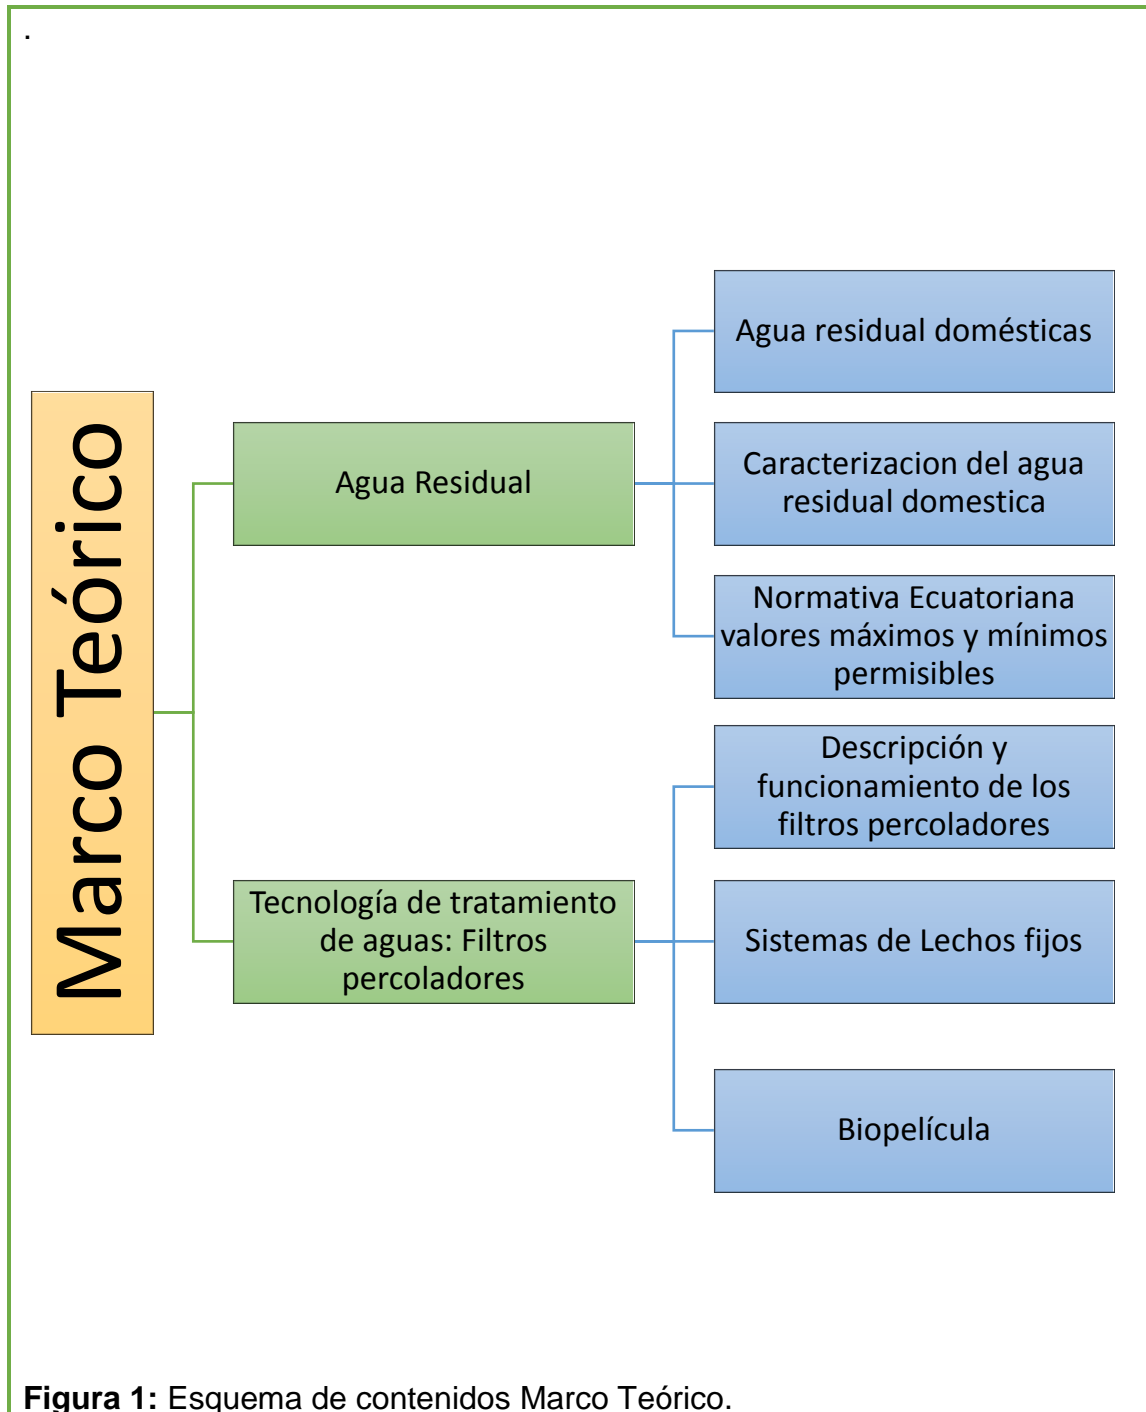 .
Marco Teórico
Agua Residual
Agua residual domésticas
Caracterizacion del agua
residual domestica
Normativa Ecuatoriana
valores máximos y mínimos
permisibles
Tecnología de tratamiento
de aguas: Filtros
percoladores
Descripción y
funcionamiento de los
filtros percoladores
Sistemas de Lechos fijos
Biopelícula
Figura 1: Esquema de contenidos Marco Teórico.